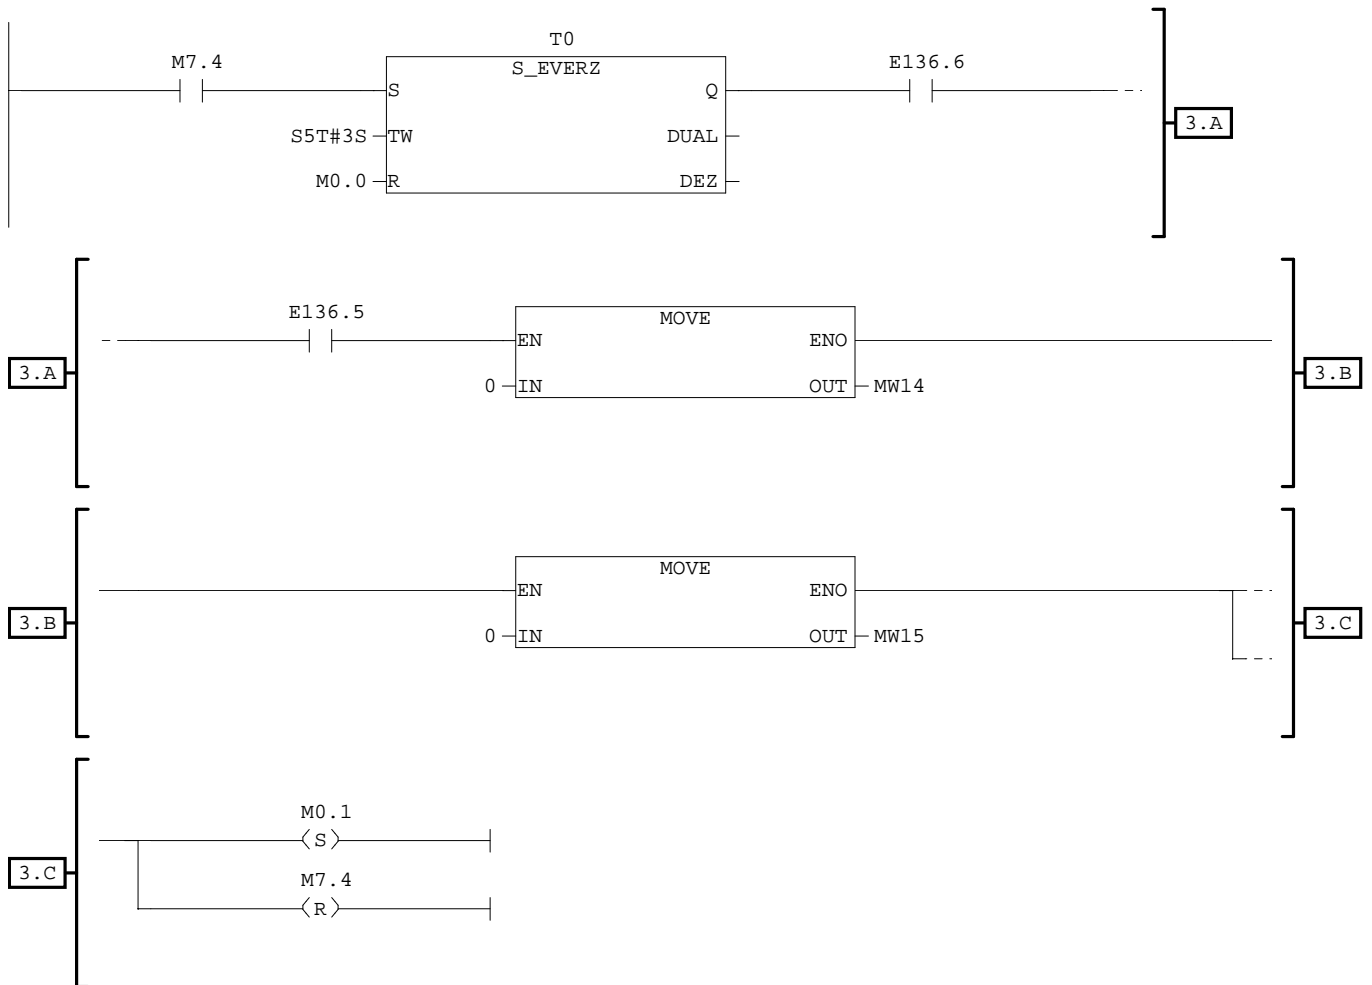 T0
M7.4 S_EVERZ E136.6
S Q
S5T#3S TW DUAL
M0.0 R DEZ
3.A
E136.5 MOVE
EN ENO
3.A 3.B
0 IN OUT MW14
MOVE
EN ENO
3.B 3.C
0 IN OUT MW15
M0.1
S
3.C
M7.4
R